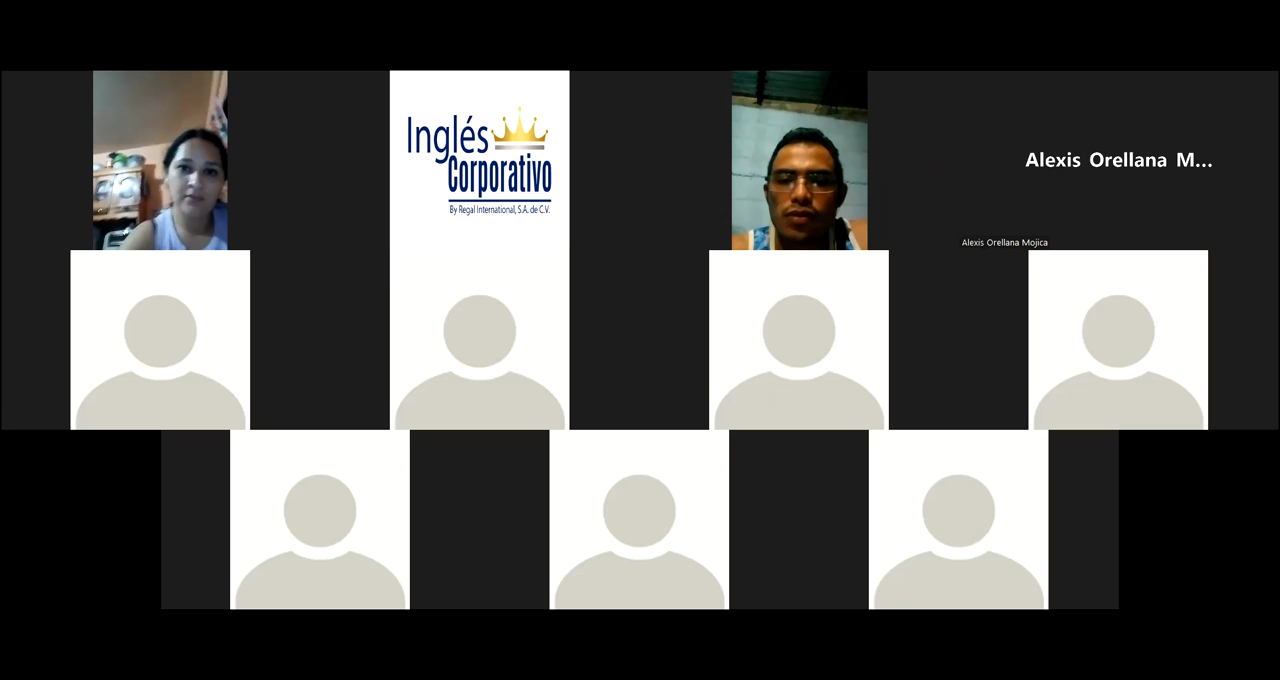 Inglés
Corporativo
By Regal International, S.A. de C.V.
Alexis Orellana M...
Alexis Orellana Mojica